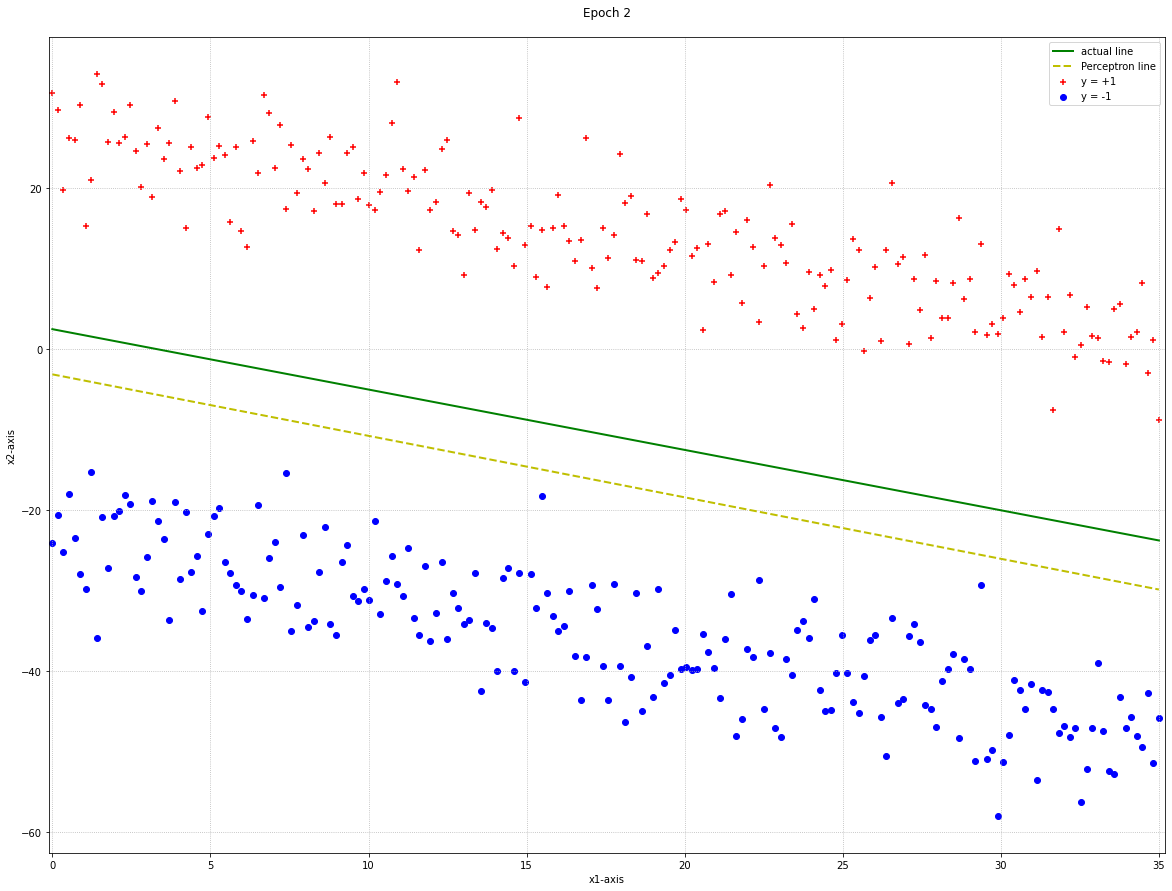 Epoch 2
actual line
Perceptron line
y = +1
y = -1
20
0
−20
−40
−60
x2-axis
0 5 10 15 20 25 30 35
x1-axis